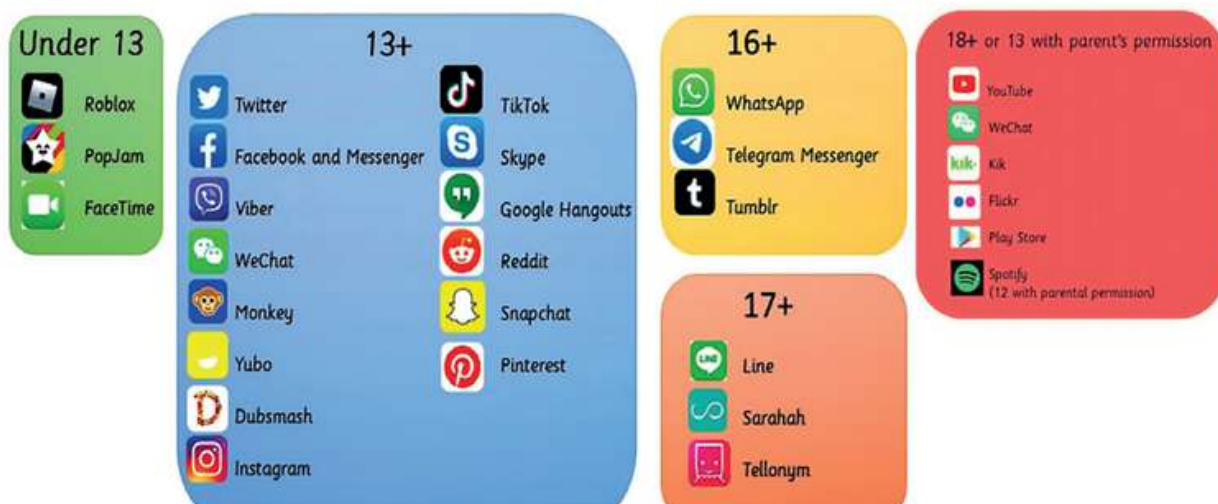 Under 13
Roblox
PopJam
FaceTime
13+
Twitter
Facebook and Messenger
Viber
WeChat
Monkey
Yubo
Dubsmash
Instagram
TikTok
Skype
Google Hangouts
Reddit
Snapchat
Pinterest
16+
WhatsApp
Telegram Messenger
Tumblr
17+
LINE
Line
Sarahah
Tellonym
18+ or 13 with parent's permission
YouTube
WeChat
kik.
Kik
Flickr
Play Store
Spotify
(12 with parental permission)